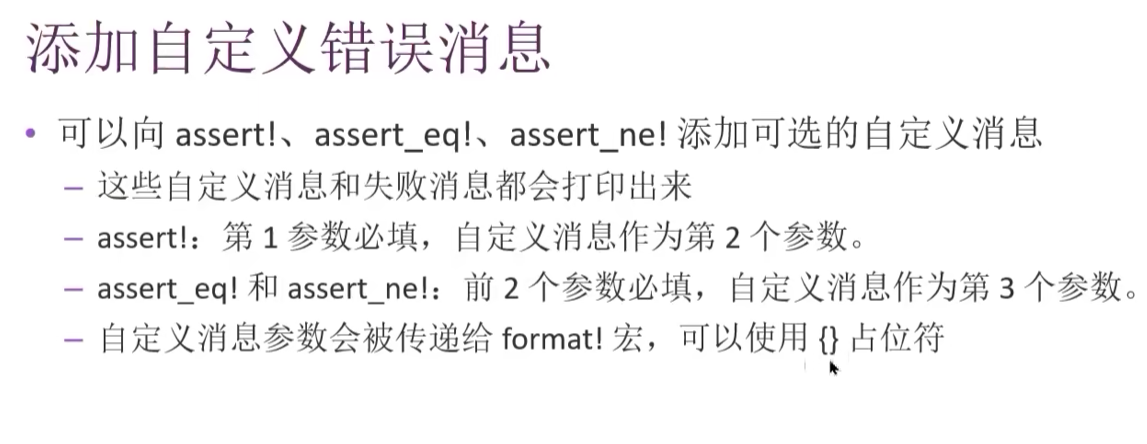 添加自定义错误消息
• 可以向 assert!、assert_eq!、assert_ne! 添加可选的自定义消息
– 这些自定义消息和失败消息都会打印出来
– assert!：第 1 参数必填，自定义消息作为第 2 个参数。
– assert_eq! 和 assert_ne!：前 2 个参数必填，自定义消息作为第 3 个参数。
– 自定义消息参数会被传递给 format! 宏，可以使用 {} 占位符